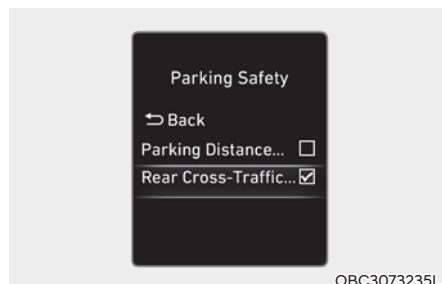 Parking Safety
Back
Parking Distance...
Rear Cross-Traffic...
OBC3073235L